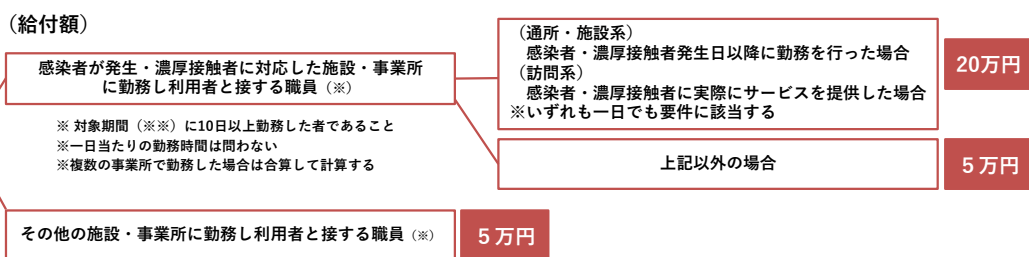 （給付額）
感染者が発生・濃厚接触者に対応した施設・事業所
に勤務し利用者と接する職員（※）
※ 対象期間（※※）に10日以上勤務した者であること
※一日当たりの勤務時間は問わない
※複数の事業所で勤務した場合は合算して計算する
（通所・施設系）
感染者・濃厚接触者発生日以降に勤務を行った場合
（訪問系）
感染者・濃厚接触者に実際にサービスを提供した場合
※いずれも一日でも要件に該当する
20万円
上記以外の場合
５万円
その他の施設・事業所に勤務し利用者と接する職員（※）
５万円